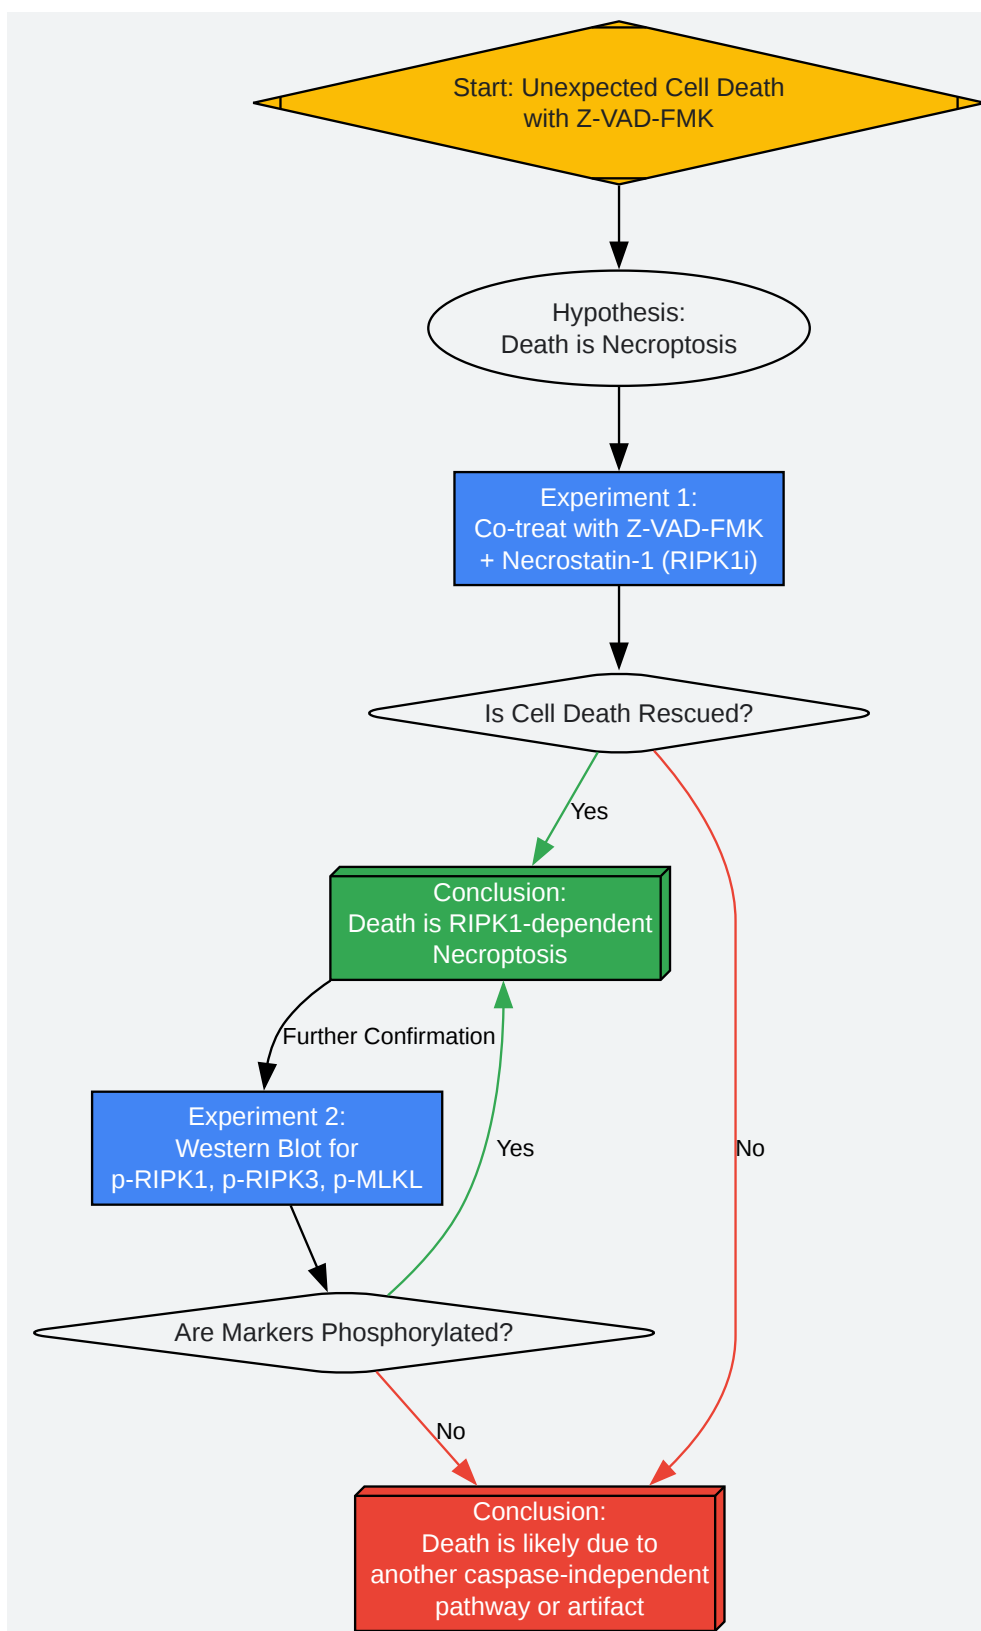 Start: Unexpected Cell Death
with Z-VAD-FMK
Hypothesis:
Death is Necroptosis
Experiment 1:
Co-treat with Z-VAD-FMK
+ Necrostatin-1 (RIPK1i)
Is Cell Death Rescued?
Yes
Conclusion:
Death is RIPK1-dependent
Necroptosis
Further Confirmation
Experiment 2:
Western Blot for
p-RIPK1, p-RIPK3, p-MLKL
Yes
No
Are Markers Phosphorylated?
No
Conclusion:
Death is likely due to
another caspase-independent
pathway or artifact